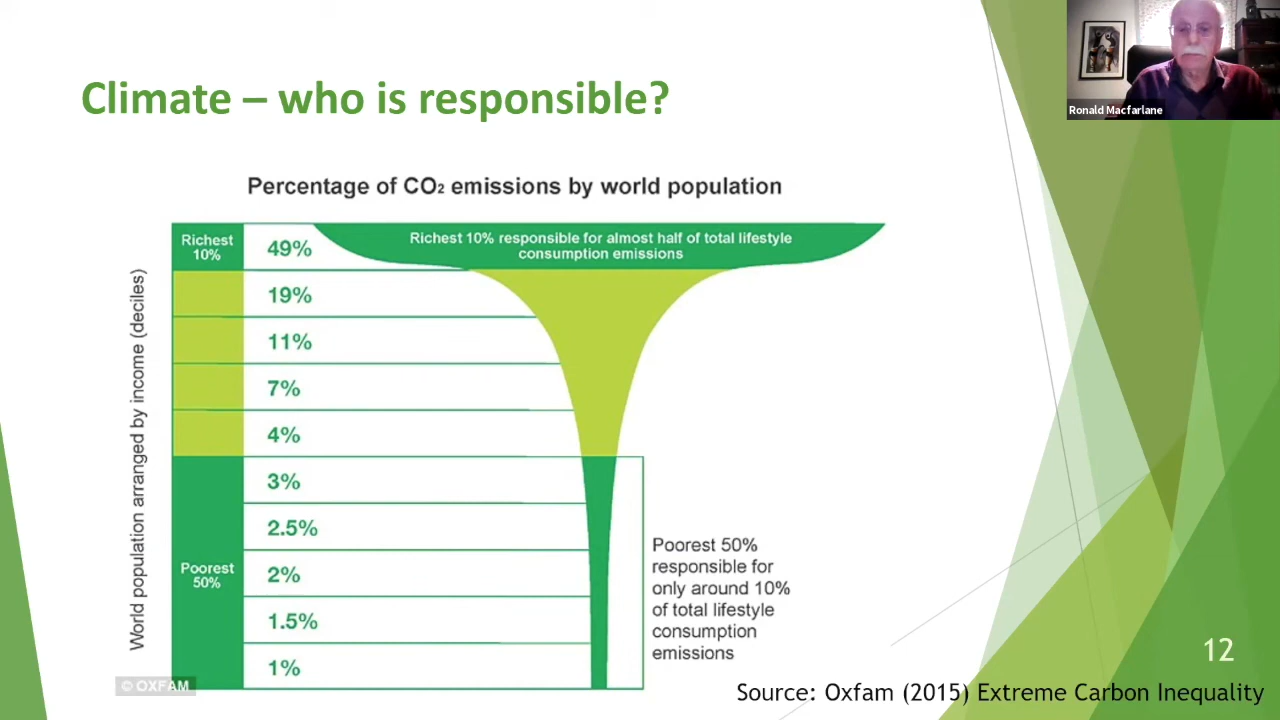 Climate – who is responsible?
Ronald Macfarlane
Percentage of CO₂ emissions by world population
World population arranged by income (deciles)
Richest
10%
49%
Richest 10% responsible for almost half of total lifestyle
consumption emissions
19%
11%
7%
4%
3%
2.5%
Poorest
50%
2%
1.5%
1%
Poorest 50%
responsible for
only around 10%
of total lifestyle
consumption
emissions
© OXFAM
12
Source: Oxfam (2015) Extreme Carbon Inequality